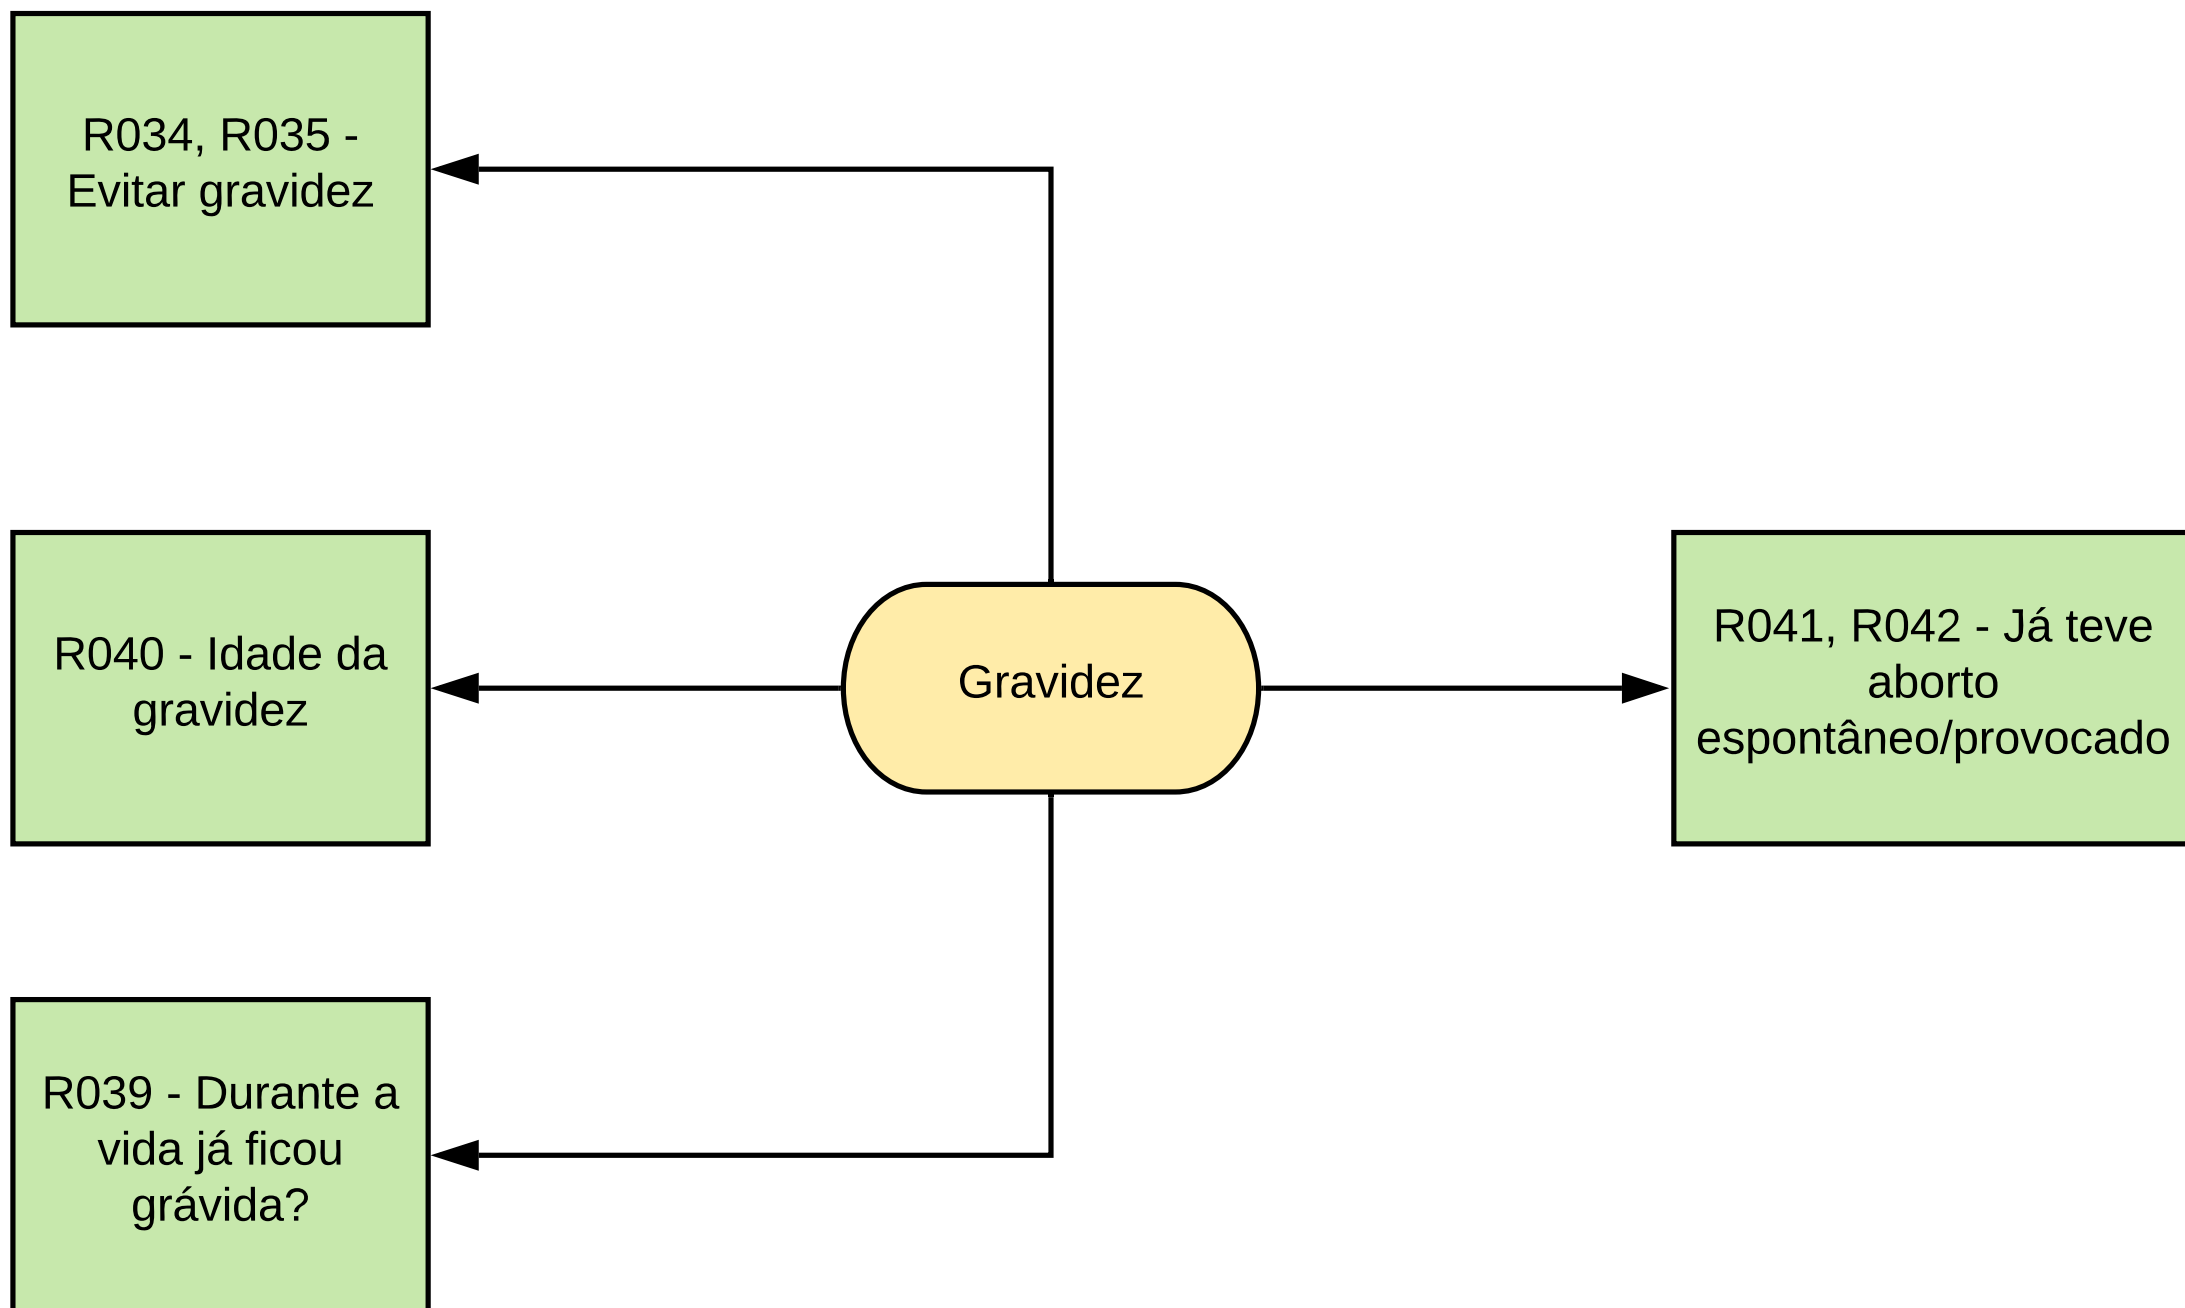 R034, R035 -
Evitar gravidez
R040 - Idade da
gravidez
Gravidez
R041, R042 - Já teve
aborto
espontâneo/provocado
R039 - Durante a
vida já ficou
grávida?